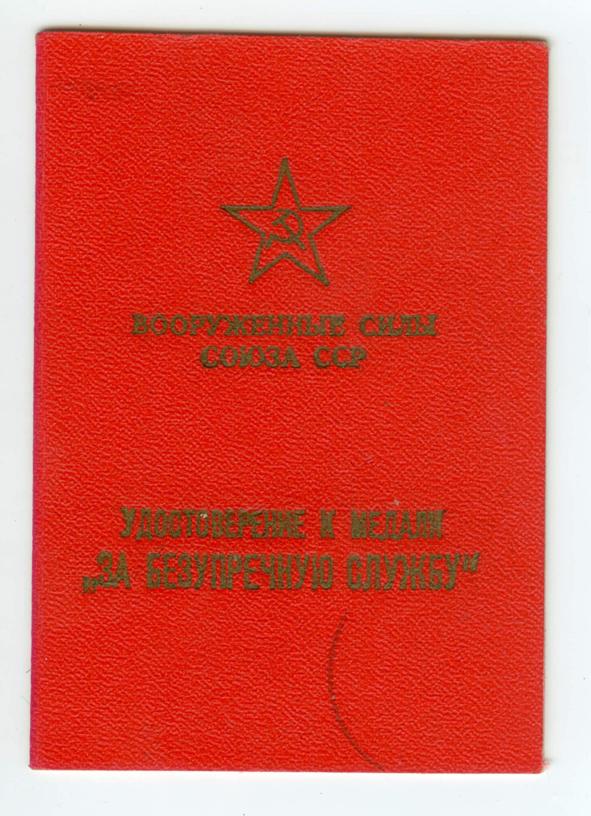 ВООРУЖЕННЫЕ СИЛЫ
СОЮЗА ССР
УДОСТОВЕРЕНИЕ К МЕДАЛИ
„ЗА БЕЗУПРЕЧНУЮ СЛУЖБУ“